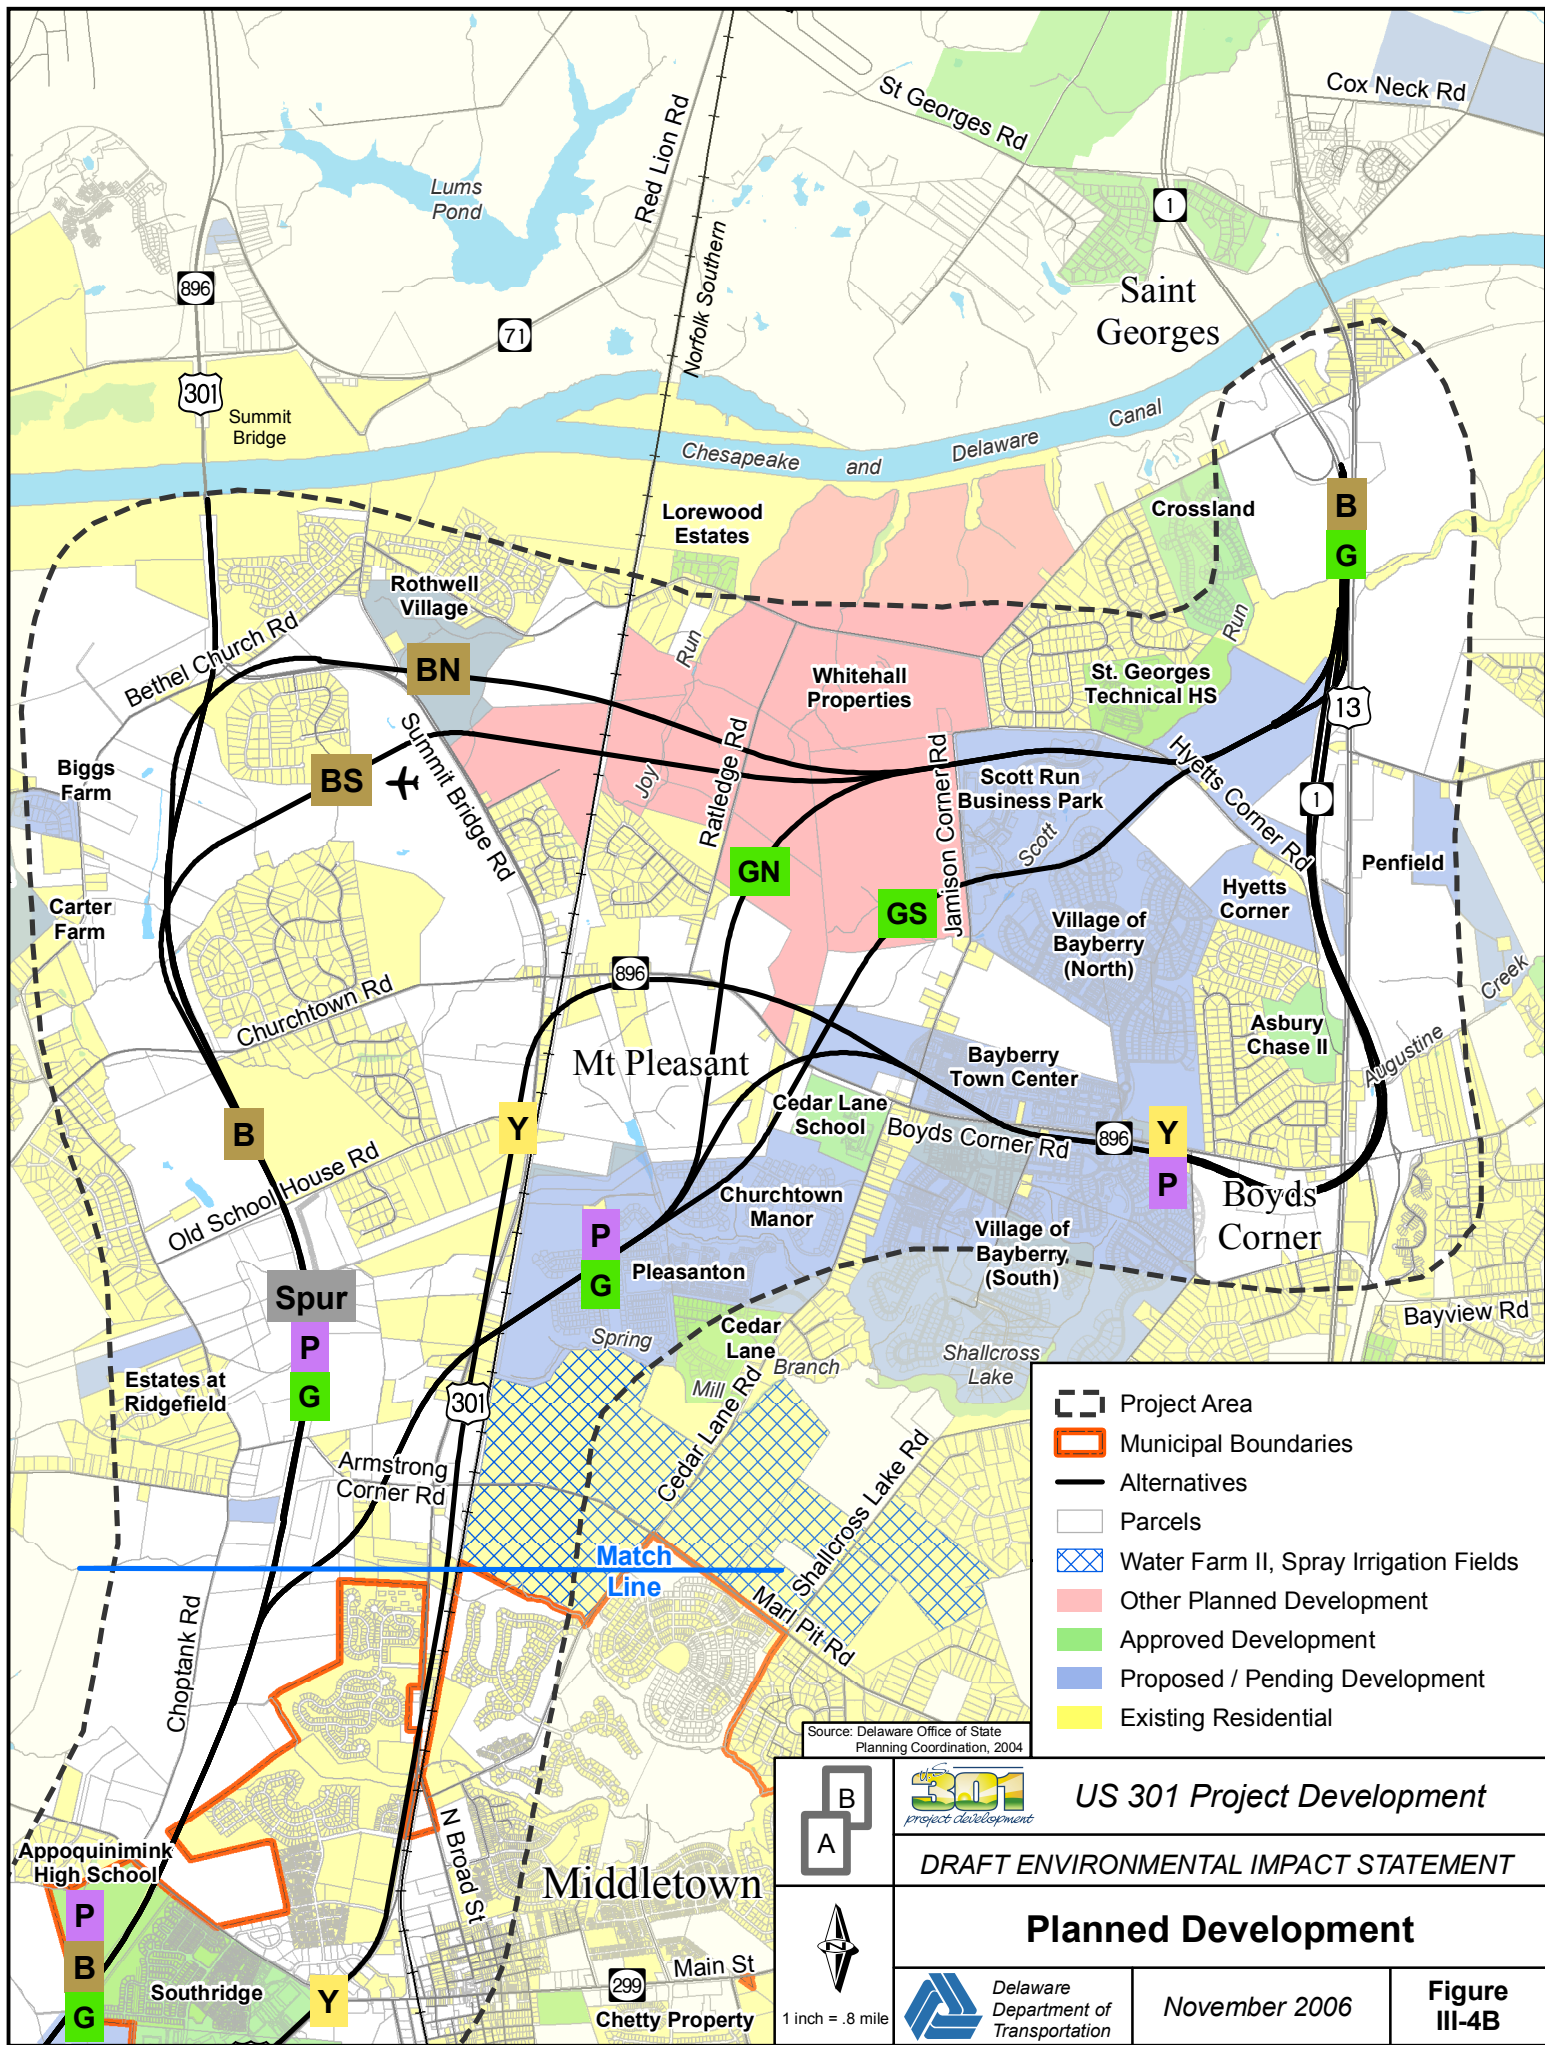 Cox Neck Rd
St Georges Rd
Red Lion Rd
Lums
Pond
1
Norfolk Southern
896
Saint
Georges
71
301
Summit
Bridge
Canal
Delaware
and
Chesapeake
Lorewood
Estates
Crossland
B
G
Rothwell
Village
Run
Run
Bethel Church Rd
BN
Whitehall
Properties
St. Georges
Technical HS
13
Summit Bridge Rd
Ratledge Rd
Jamison Corner Rd
Hyetts Corner Rd
Biggs
Farm
BS
Joy
Scott Run
Business Park
1
Scott
Penfield
GN
Hyetts
Corner
Carter
Farm
GS
Village of
Bayberry
(North)
896
Creek
Churchtown Rd
Asbury
Chase II
Augustine
Mt Pleasant
Bayberry
Town Center
Cedar Lane
School
Boyds Corner Rd
B
Y
896
Y
P
Old School House Rd
Churchtown
Manor
Boyds
Corner
P
G
Village of
Bayberry
(South)
Pleasanton
Spur
P
G
Spring
Cedar
Lane
Bayview Rd
Branch
Shallcross
Lake
Mill
Estates at
Ridgefield
301
Cedar Lane Rd
Shallcross Lake Rd
Armstrong
Corner Rd
Match
Line
Marl Pit Rd
Choptank Rd
Project Area
Municipal Boundaries
Alternatives
Parcels
Water Farm II, Spray Irrigation Fields
Other Planned Development
Approved Development
Proposed / Pending Development
Existing Residential
Source: Delaware Office of State
Planning Coordination, 2004
N Broad St
Appoquinimink
High School
Middletown
P
B
G
Southridge
Y
Main St
299
Chetty Property
B
A
U.S.
301
project development
US 301 Project Development
DRAFT ENVIRONMENTAL IMPACT STATEMENT
N
1 inch = .8 mile
Planned Development
Delaware
Department of
Transportation
November 2006
Figure
III-4B